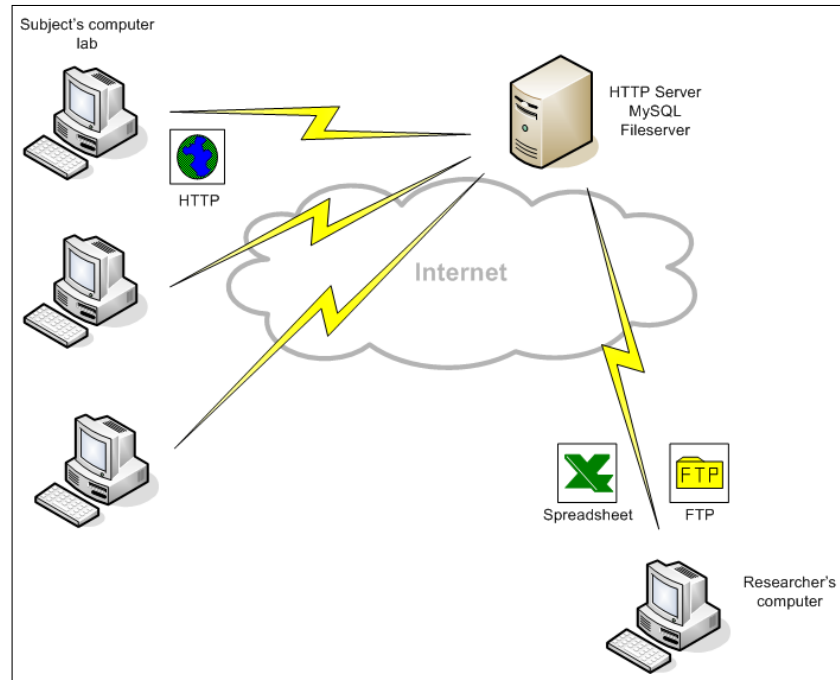 Subject's computer
lab
HTTP Server
MySQL
Fileserver
HTTP
Internet
Spreadsheet
FTP
FTP
Researcher's
computer